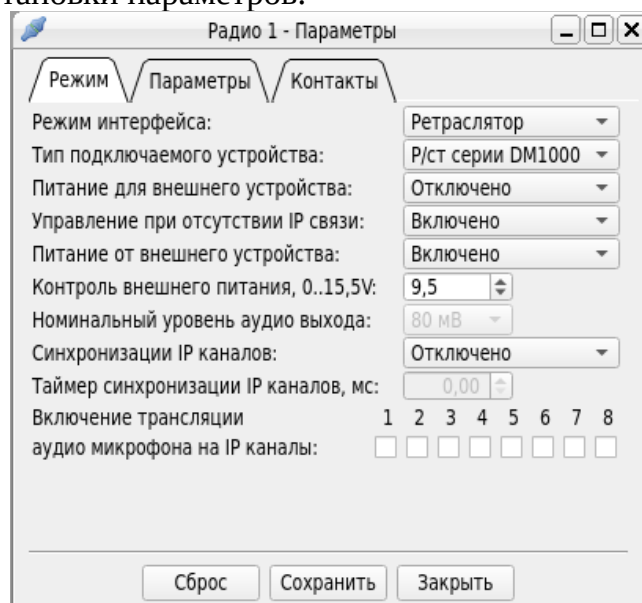 тановки параметров.
Радио 1 - Параметры
Режим Параметры Контакты
Режим интерфейса: Ретраслятор
Тип подключаемого устройства: Р/ст серии DM1000
Питание для внешнего устройства: Отключено
Управление при отсутствии IP связи: Включено
Питание от внешнего устройства: Включено
Контроль внешнего питания, 0..15,5V: 9,5
Номинальный уровень аудио выхода: 80 мВ
Синхронизации IP каналов: Отключено
Таймер синхронизации IP каналов, мс: 0,00
Включение трансляции 1 2 3 4 5 6 7 8
аудио микрофона на IP каналы:
Сброс Сохранить Закрыть